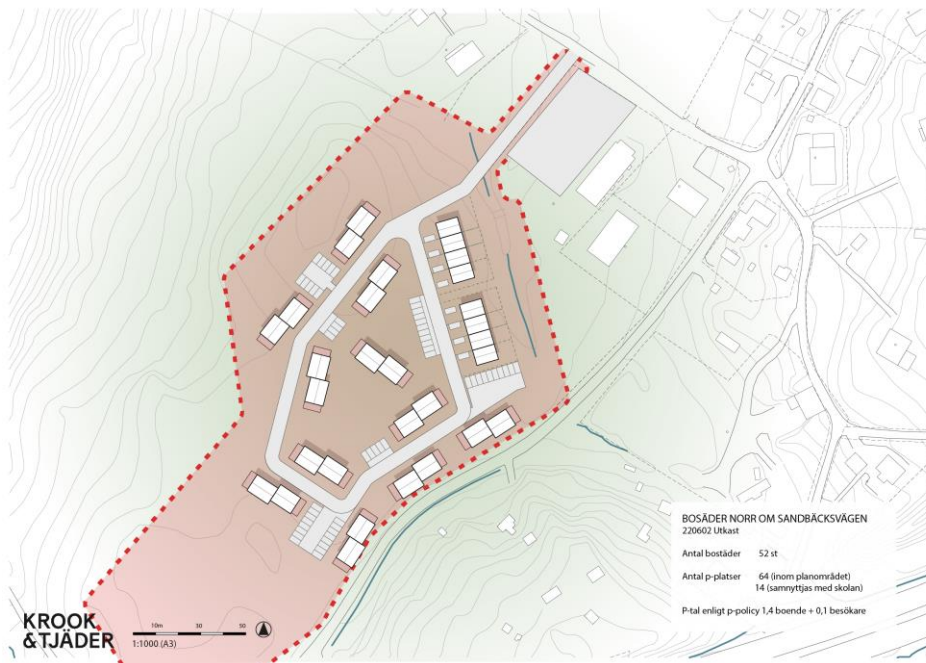 BOSÄDER NORR OM SANDBÄCKSVÄGEN
220602 Utkast
Antal bostäder 52 st
Antal p-platser 64 (inom planområdet)
14 (samnyttjas med skolan)
P-tal enligt p-policy 1,4 boende + 0,1 besökare
KROOK
& TJÄDER
10m 30 50
1:1000 (A3)